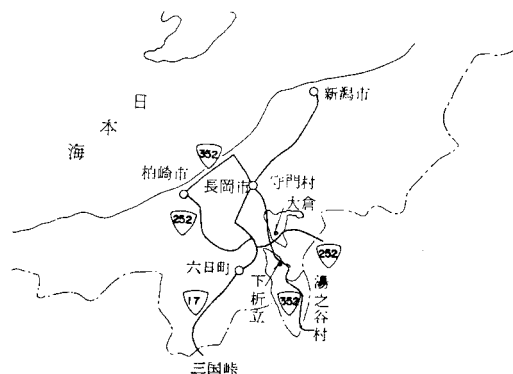 新潟市
日本海
352
柏崎市
長岡市
守門村
大倉
252
252
六日町
下折立
湯之谷村
17
352
三国峠